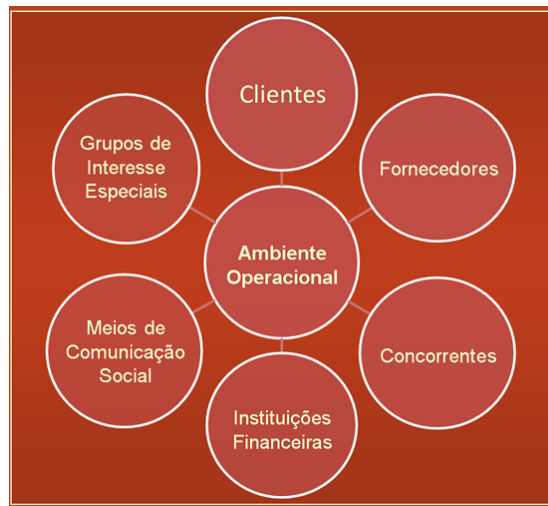 Clientes
Fornecedores
Concorrentes
Instituições
Financeiras
Meios de
Comunicação
Social
Grupos de
Interesse
Especiais
Ambiente
Operacional